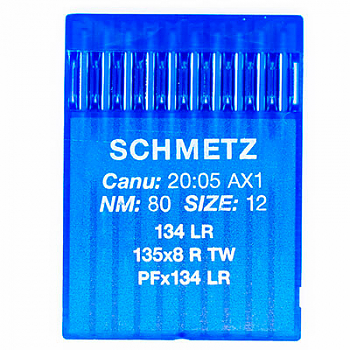 SCHMETZ
Canu: 20:05 AX1
NM: 80 SIZE: 12
134 LR
135x8 R TW
PFx134 LR